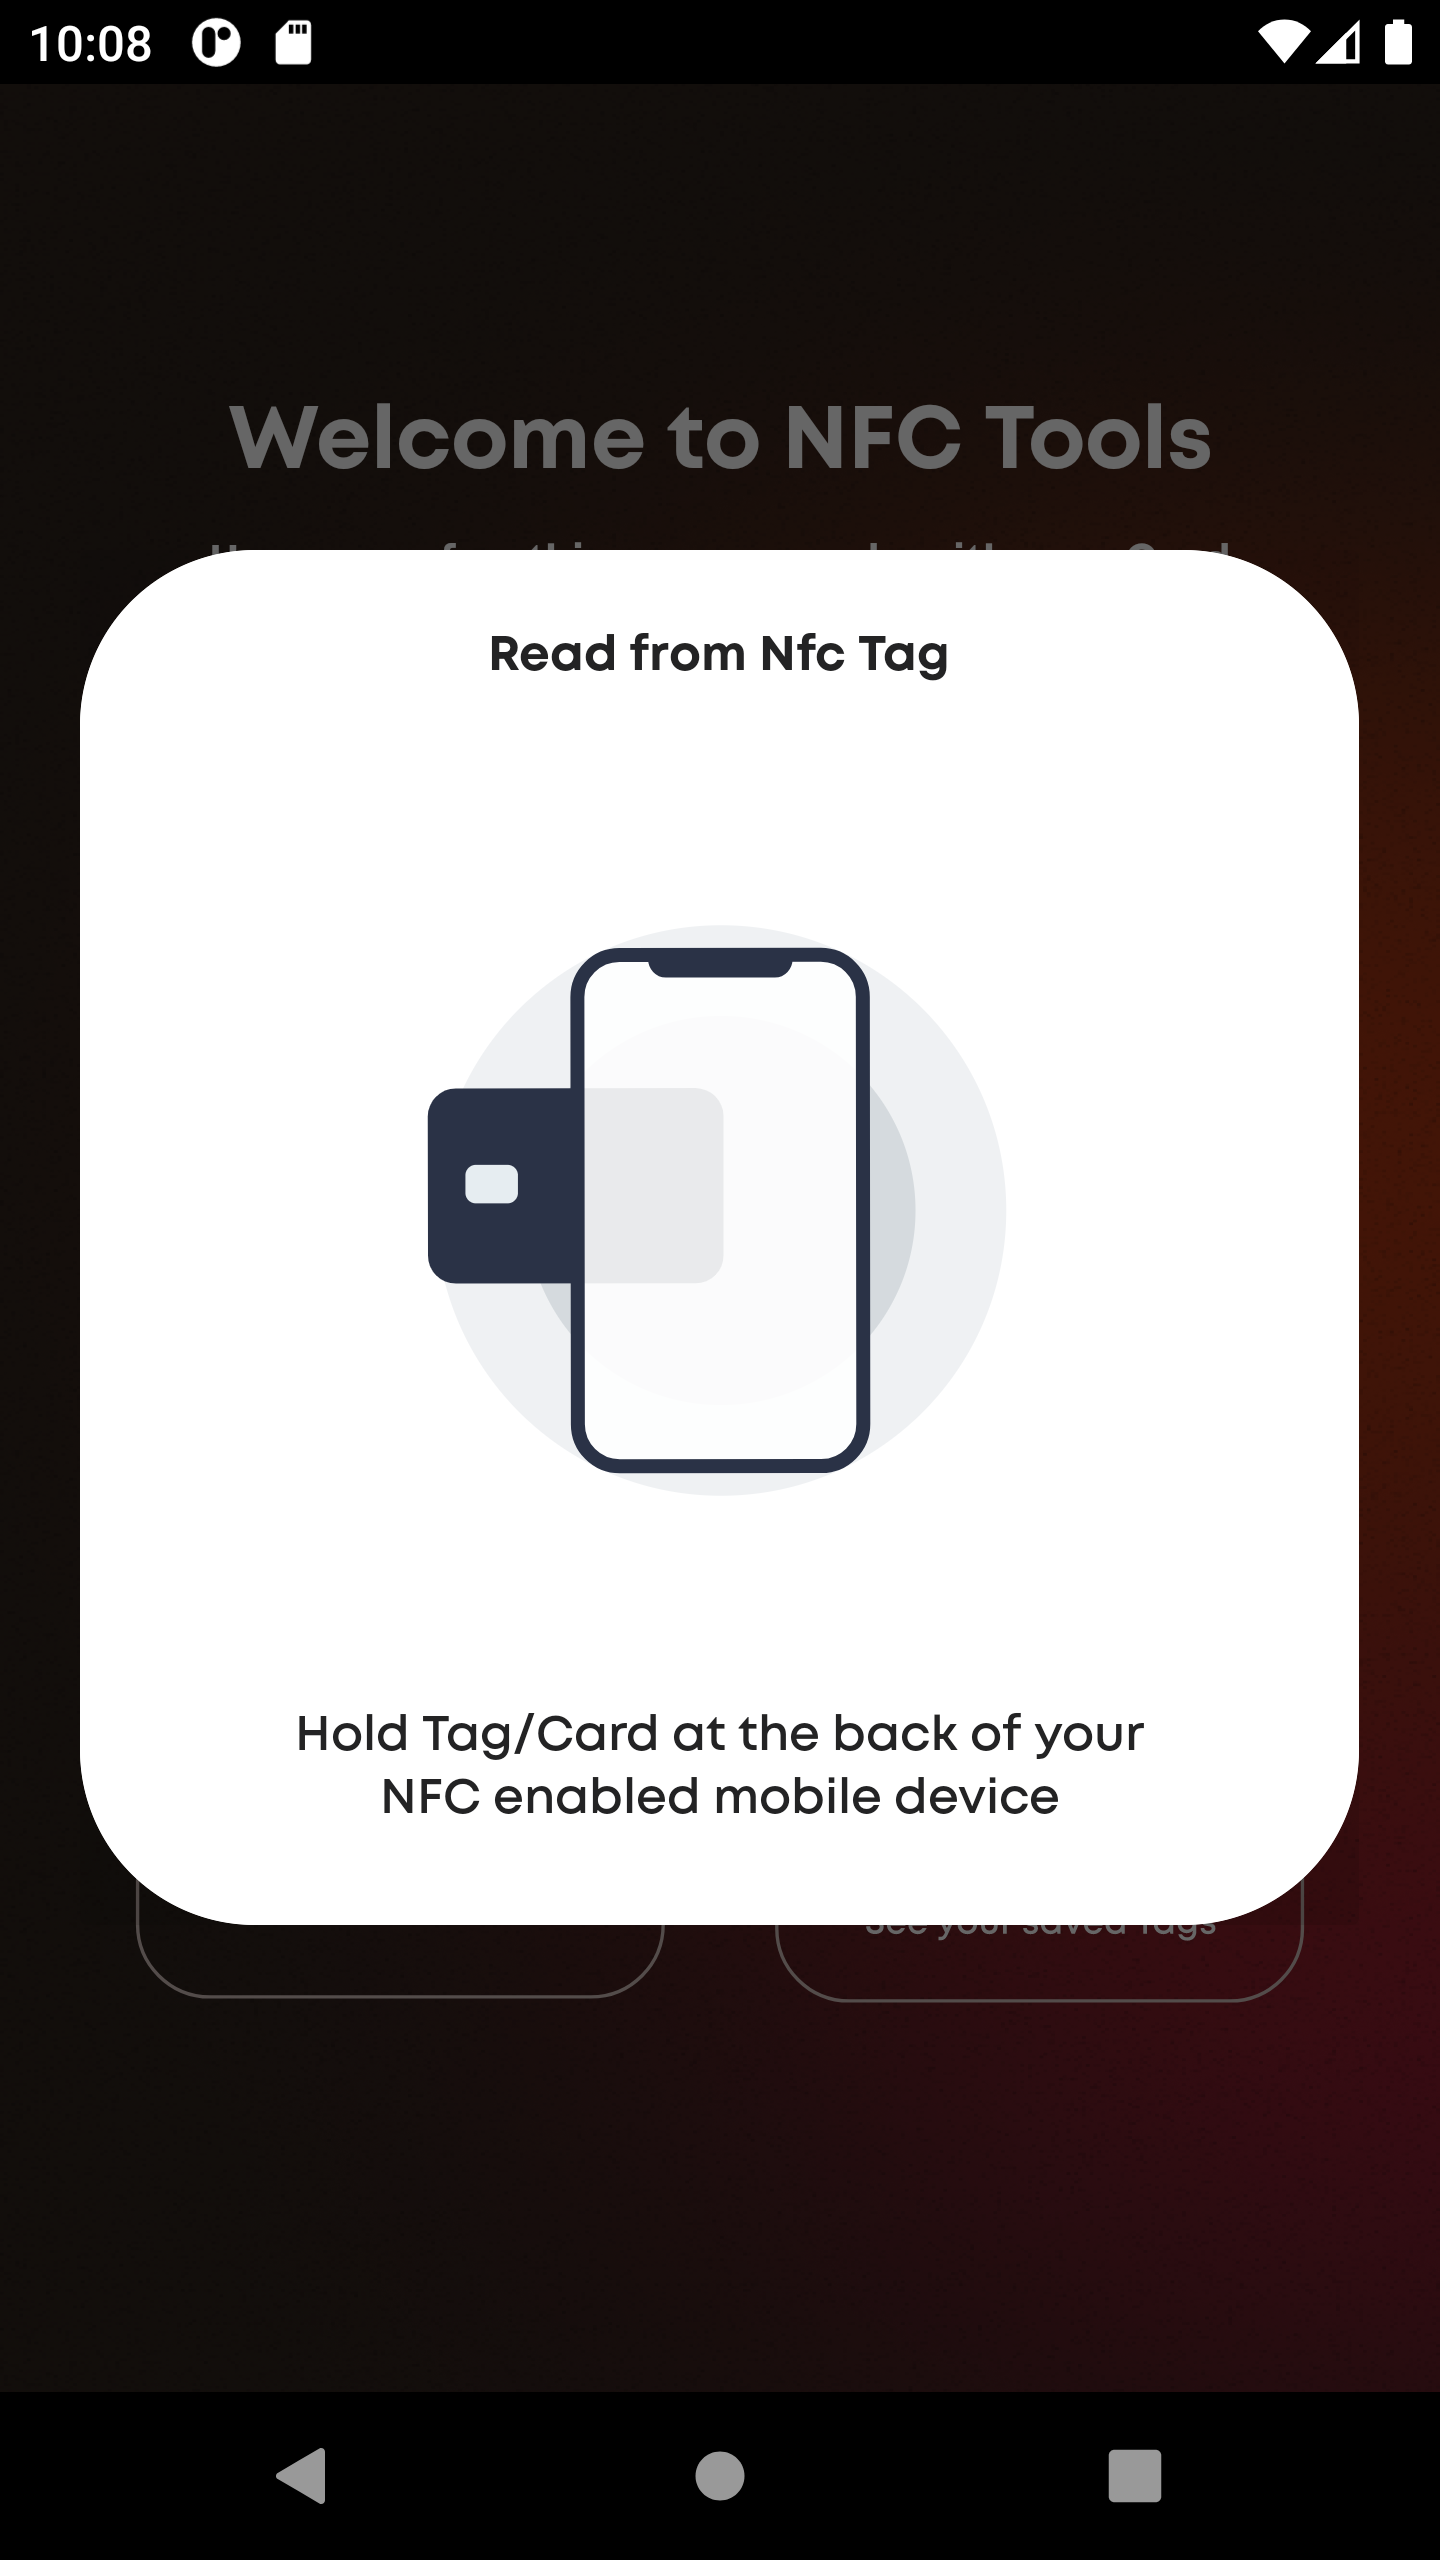 10:08
Welcome to NFC Tools
Read from Nfc Tag
Hold Tag/Card at the back of your
NFC enabled mobile device
See your saved Tags